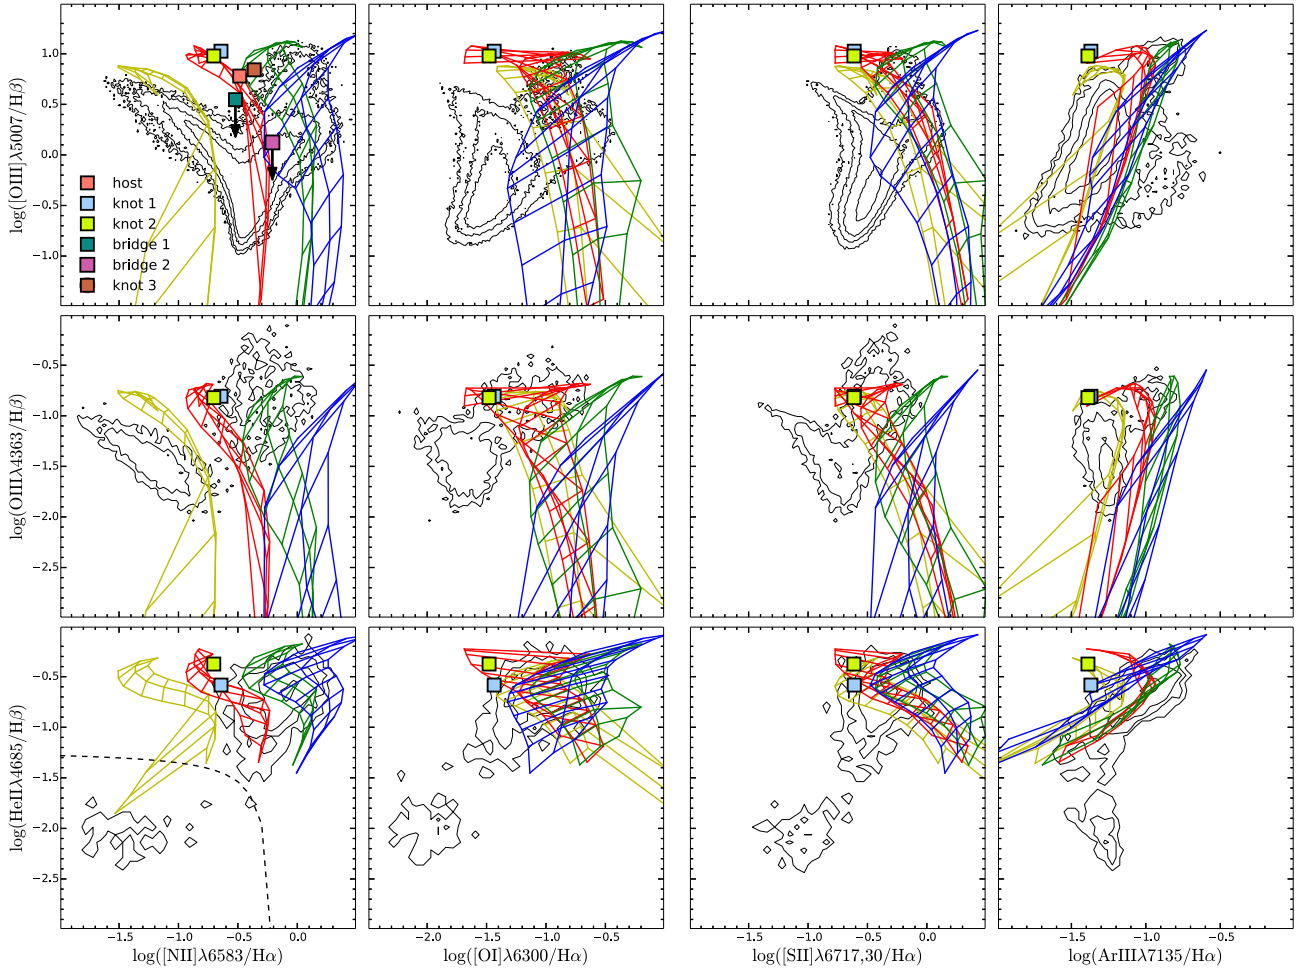 log([OIII]λ5007/Hβ)
1.0
0.5
0.0
−0.5
−1.0
host
knot 1
knot 2
bridge 1
bridge 2
knot 3
log(OIIIλ4363/Hβ)
−0.5
−1.0
−1.5
−2.0
−2.5
log(HeIIλ4685/Hβ)
−0.5
−1.0
−1.5
−2.0
−2.5
−1.5 −1.0 −0.5 0.0
−2.0 −1.5 −1.0 −0.5
−1.5 −1.0 −0.5 0.0
−1.5 −1.0 −0.5
log([NII]λ6583/Hα)
log([OI]λ6300/Hα)
log([SII]λ6717,30/Hα)
log(ArIIIλ7135/Hα)